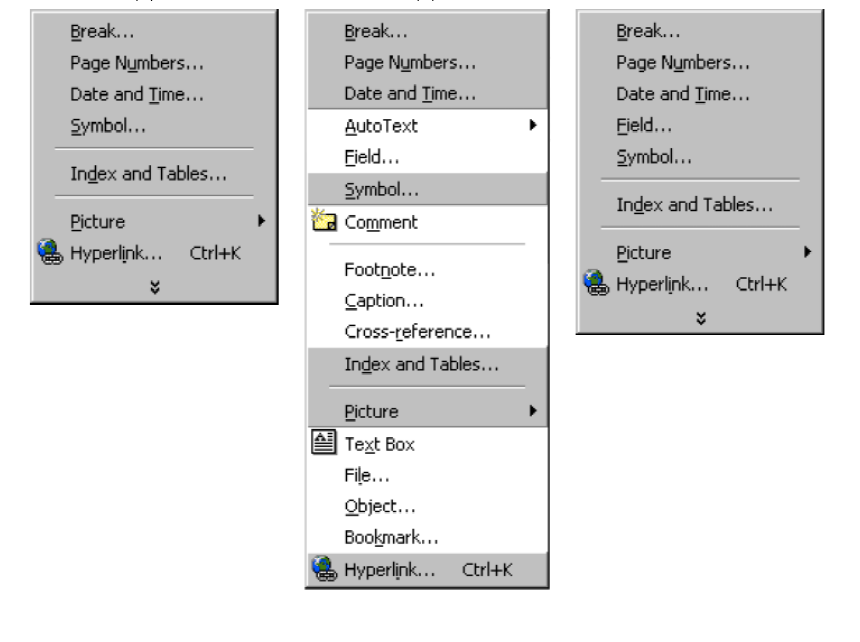 Break...
Page Numbers...
Date and Time...
Symbol...
Index and Tables...
Picture
Hyperlink... Ctrl+K
Break...
Page Numbers...
Date and Time...
AutoText
Field...
Symbol...
Comment
Footnote...
Caption...
Cross-reference...
Index and Tables...
Picture
Text Box
File...
Object...
Bookmark...
Hyperlink... Ctrl+K
Break...
Page Numbers...
Date and Time...
Field...
Symbol...
Index and Tables...
Picture
Hyperlink... Ctrl+K